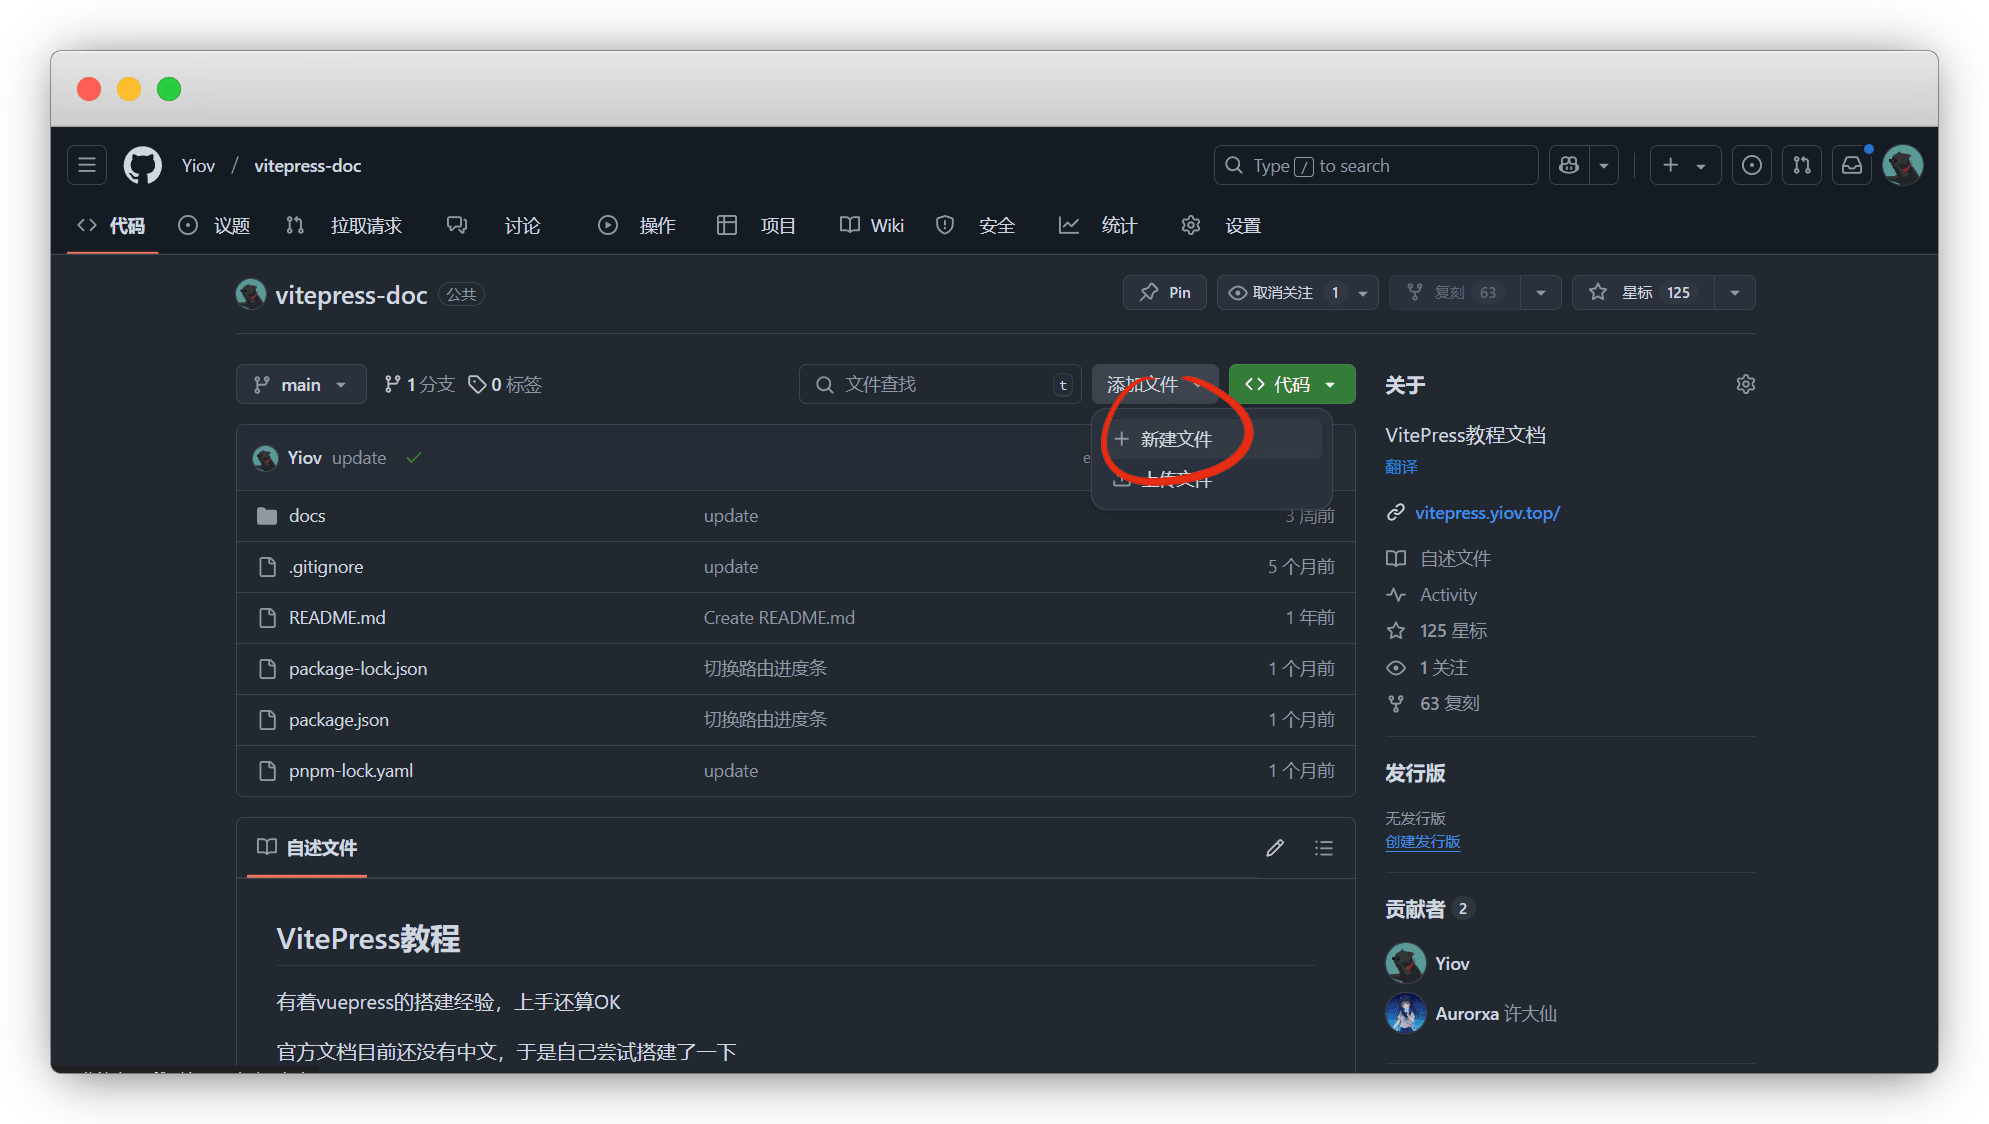 Yiov / vitepress-doc
Type / to search
代码 议题 拉取请求 讨论 操作 项目 Wiki 安全 统计 设置
vitepress-doc 公共
Pin 取消关注 1 复刻 63 星标 125
main 1 分支 0 标签
文件查找 t 添加文件 代码
新建文件
上传文件
Yiov update
docs update 3 周前
.gitignore update 5 个月前
README.md Create README.md 1 年前
package-lock.json 切换路由进度条 1 个月前
package.json 切换路由进度条 1 个月前
pnpm-lock.yaml update 1 个月前
自述文件
VitePress教程
有着vuepress的搭建经验，上手还算OK
官方文档目前还没有中文，于是自己尝试搭建了一下
关于
VitePress教程文档
翻译
vitepress.yiov.top/
自述文件
Activity
125 星标
1 关注
63 复刻
发行版
无发行版
创建发行版
贡献者 2
Yiov
Aurorxa 许大仙